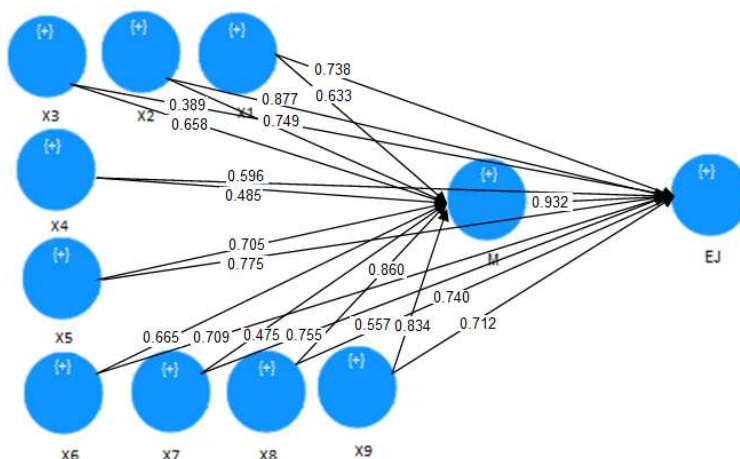 {+} {+} {+}
0.738
X3 X2 X1
0.389 0.877 0.633
0.658 0.749
{+} {+} {+}
0.596
0.485
0.932
X4 M EJ
{+}
0.705
0.775
0.860
X5
0.740
0.665 0.709 0.475 0.755 0.557 0.834 0.712
{+} {+} {+} {+}
X6 X7 X8 X9